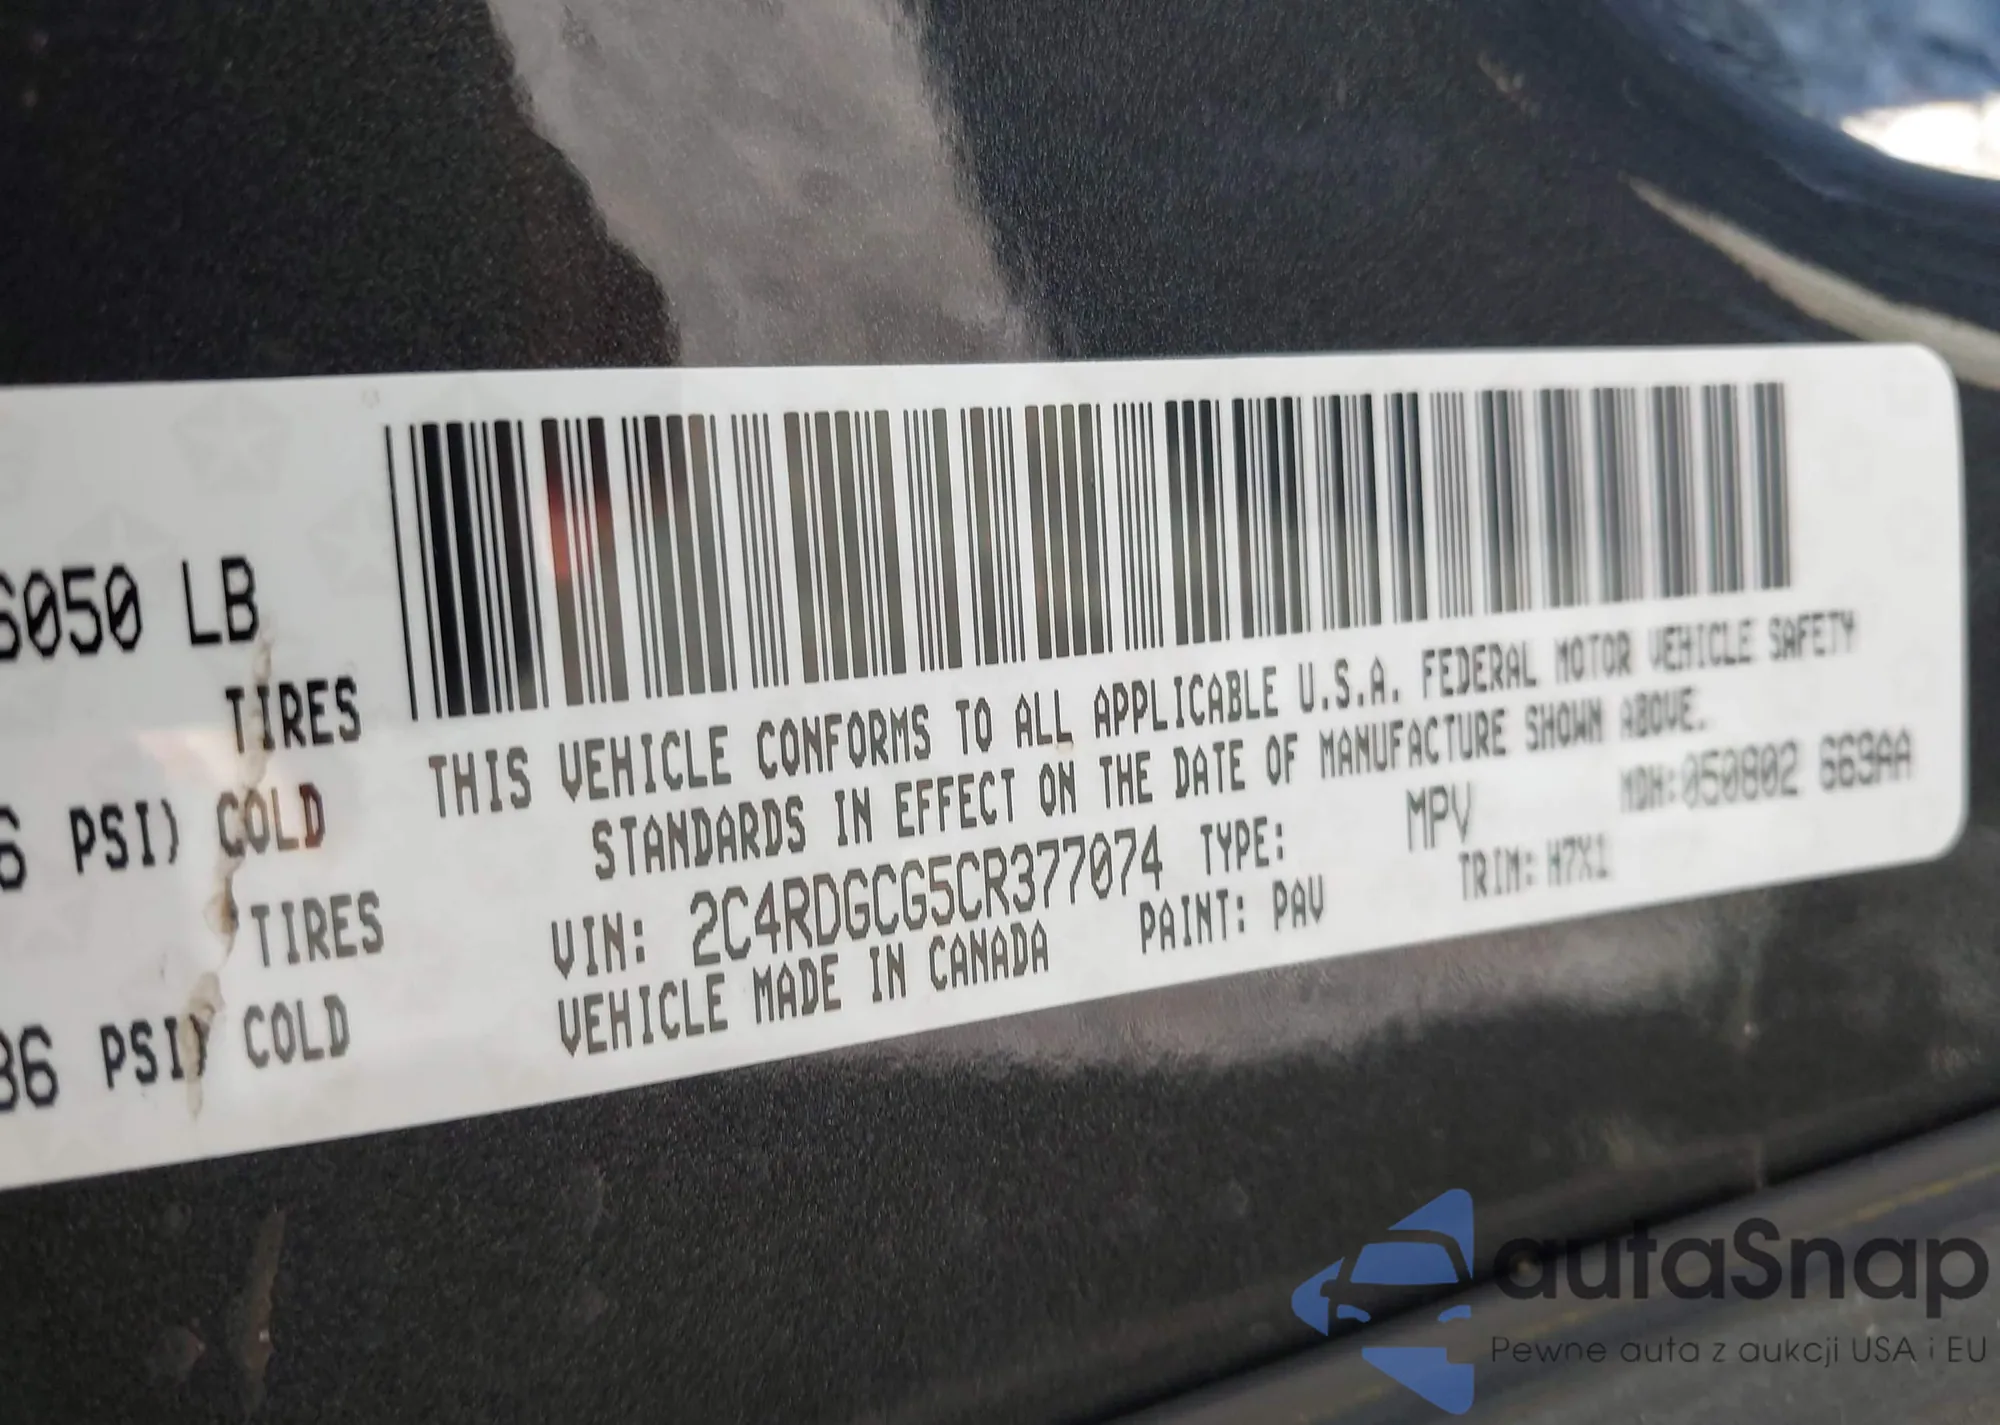 6050 LB
TIRES
6 PSI) COLD
TIRES
36 PSI) COLD
THIS VEHICLE CONFORMS TO ALL APPLICABLE U.S.A. FEDERAL MOTOR VEHICLE SAFETY
STANDARDS IN EFFECT ON THE DATE OF MANUFACTURE SHOWN ABOVE.
VIN: 2C4RDGCG5CR377074 TYPE: MPV MDH:050802 669AA
VEHICLE MADE IN CANADA PAINT: PAV TRIM: H7X1
autaSnap
Pewne auta z aukcji USA i EU